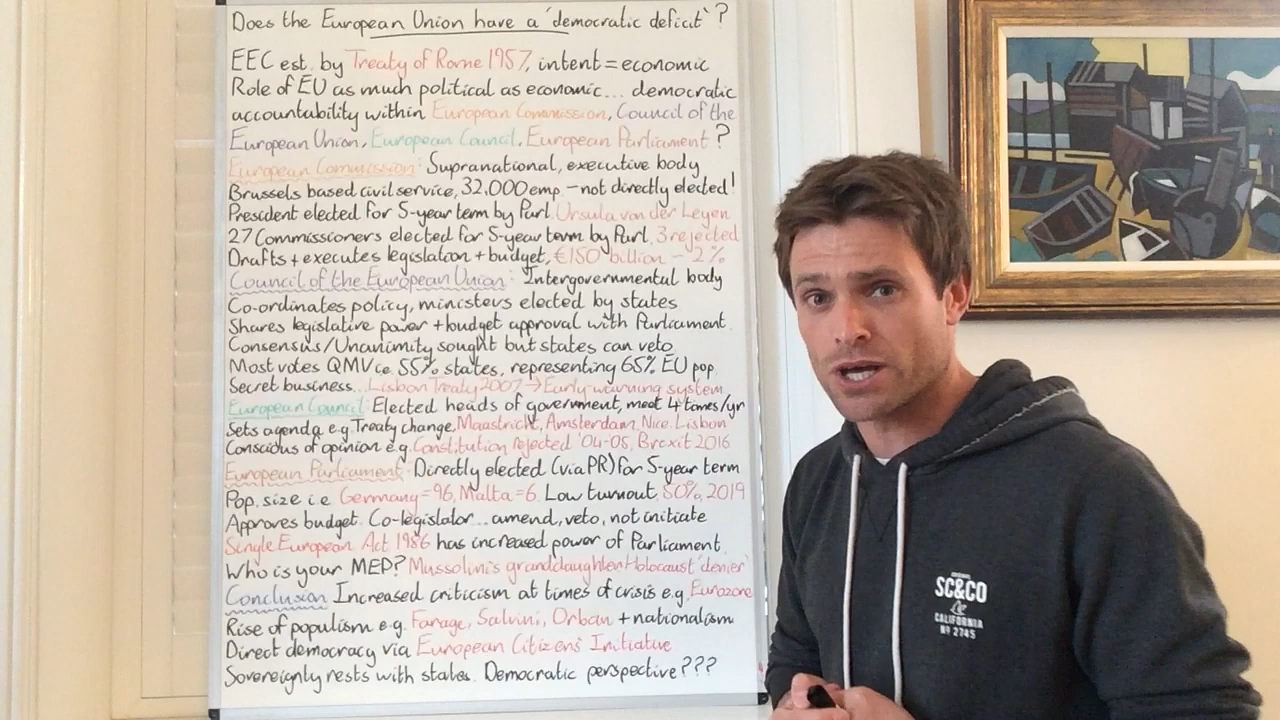 Does the European Union have a 'democratic deficit'?
EEC est. by Treaty of Rome 1957, intent = economic
Role of EU as much political as economic... democratic
accountability within European Commission, Council of the
European Union, European Council, European Parliament?
European Commission: Supranational, executive body
Brussels based civil service, 32,000 emp. - not directly elected!
President elected for 5-year term by Parl. Ursula von der Leyen
27 Commissioners elected for 5-year term by Parl. 3 rejected
Drafts + executes legislation + budget, €150 billion - 2%
Council of the European Union: Intergovernmental body
Co-ordinates policy, ministers elected by states
Shares legislative power + budget approval with Parliament.
Consensus/Unanimity sought but states can veto
Most votes QMV i.e. 55% states, representing 65% EU pop.
Secret business... Lisbon Treaty 2007 → Early-warning system
European Council: Elected heads of government, meet 4 times/yr
Sets agenda e.g. Treaty change, Maastricht, Amsterdam, Nice, Lisbon
Conscious of opinion e.g. Constitution rejected '04-05, Brexit 2016
European Parliament: Directly elected (via PR) for 5-year term
Pop. size i.e. Germany = 96, Malta = 6. Low turnout, 50%, 2019
Approves budget. Co-legislator... amend, veto, not initiate
Single European Act 1986 has increased power of Parliament.
Who is your MEP? Mussolini's granddaughter Holocaust 'denier'
Conclusion Increased criticism at times of crisis e.g. Eurozone
Rise of populism e.g. Farage, Salvini, Orban + nationalism
Direct democracy via European Citizens' Initiative
Sovereignty rests with states. Democratic perspective???
SC&CO
CALIFORNIA
Nº 2745